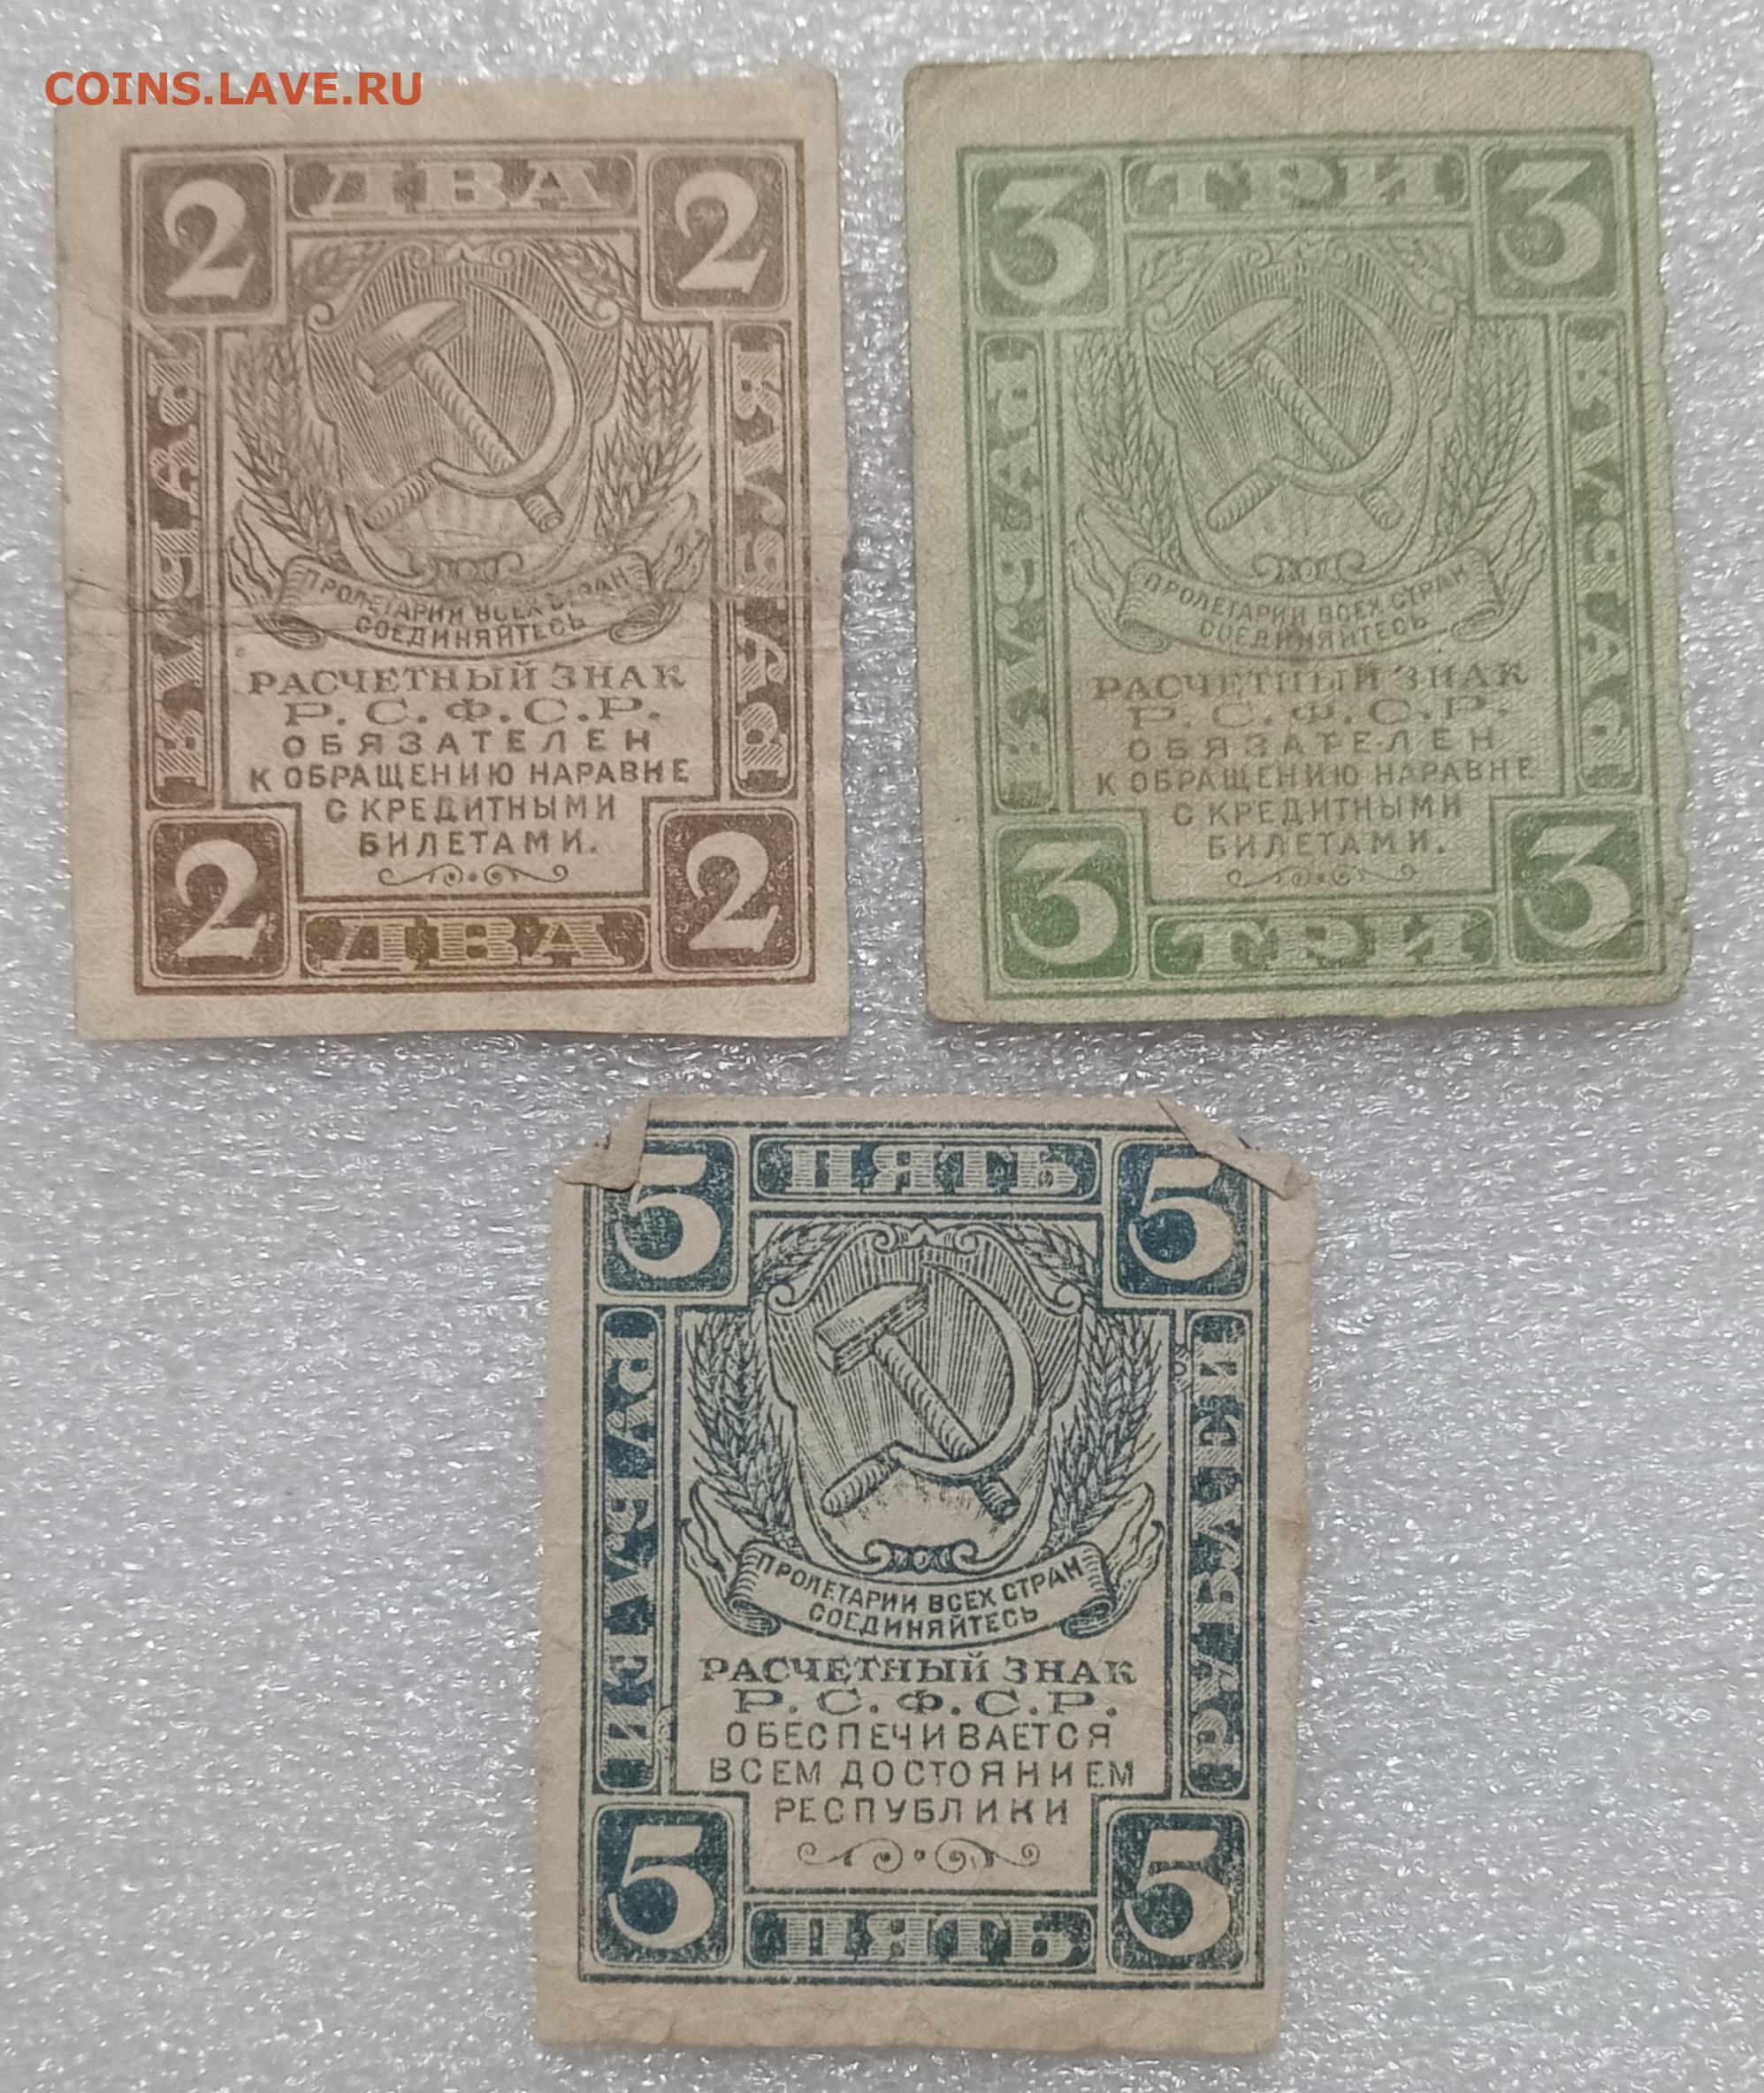 COINS.LAVE.RU
2 ДВА 2
РУБЛЯ
РУБЛЯ
ПРОЛЕТАРИИ ВСЕХ СТРАН
СОЕДИНЯЙТЕСЬ
РАСЧЕТНЫЙ ЗНАК
Р. С. Ф. С. Р.
ОБЯЗАТЕЛЕН
К ОБРАЩЕНИЮ НАРАВНЕ
С КРЕДИТНЫМИ
БИЛЕТАМИ.
2 ДВА 2
3 ТРИ 3
РУБЛЯ
РУБЛЯ
ПРОЛЕТАРИИ ВСЕХ СТРАН
СОЕДИНЯЙТЕСЬ
РАСЧЕТНЫЙ ЗНАК
Р. С. Ф. С. Р.
ОБЯЗАТЕЛЕН
К ОБРАЩЕНИЮ НАРАВНЕ
С КРЕДИТНЫМИ
БИЛЕТАМИ.
3 ТРИ 3
5 ПЯТЬ 5
РУБЛЕЙ
РУБЛЕЙ
ПРОЛЕТАРИИ ВСЕХ СТРАН
СОЕДИНЯЙТЕСЬ
РАСЧЕТНЫЙ ЗНАК
Р. С. Ф. С. Р.
ОБЕСПЕЧИВАЕТСЯ
ВСЕМ ДОСТОЯНИЕМ
РЕСПУБЛИКИ
5 ПЯТЬ 5